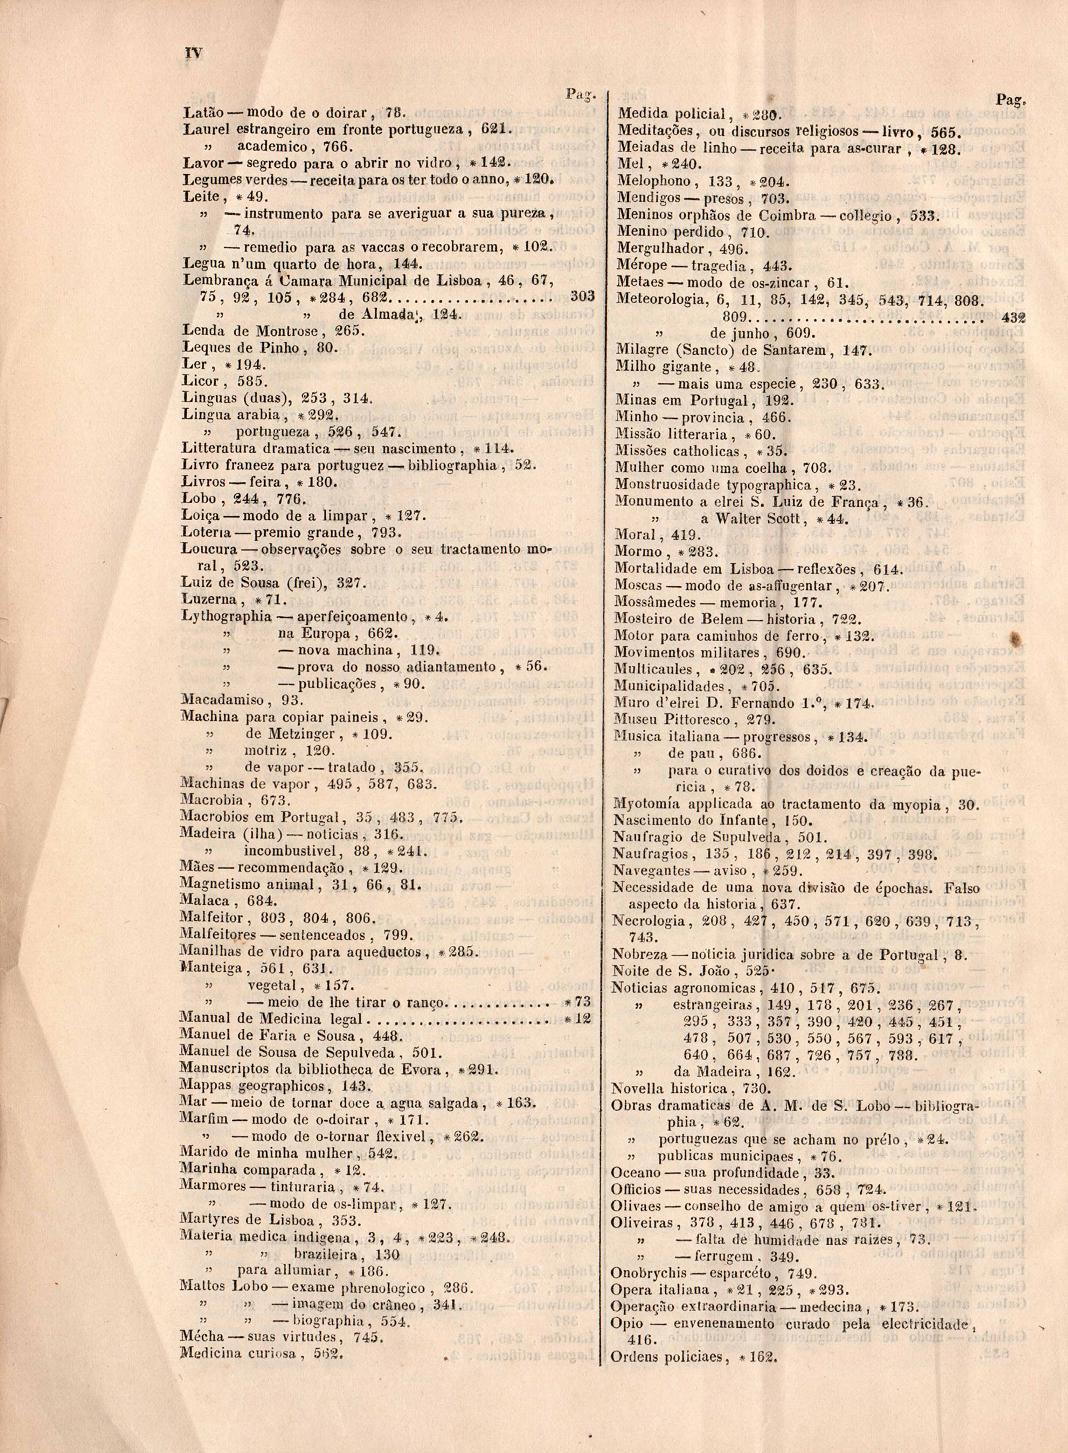 IV
Pag.
Latão — modo de o doirar, 78.
Laurel estrangeiro em fronte portugueza, 621.
„ academico, 766.
Lavor — segredo para o abrir no vidro, * 142.
Legumes verdes — receita para os ter todo o anno, * 120.
Leite, * 49.
„ — instrumento para se averiguar a sua pureza,
74.
„ — remedio para as vaccas o recobrarem, * 102.
Legua n'um quarto de hora, 144.
Lembrança á Camara Municipal de Lisboa, 46, 67,
75, 92, 105, * 284, 682..................... 303
„ „ de Almada, 124.
Lenda de Montrose, 265.
Leques de Pinho, 80.
Ler, * 194.
Licor, 585.
Linguas (duas), 253, 314.
Lingua arabia, * 292.
„ portugueza, 526, 547.
Litteratura dramatica — seu nascimento, * 114.
Livro francez para portuguez — bibliographia, 52.
Livros — feira, * 180.
Lobo, 244, 776.
Loiça — modo de a limpar, * 127.
Loteria — premio grande, 793.
Loucura — observações sobre o seu tractamento mo-
ral, 523.
Luiz de Sousa (frei), 327.
Luzerna, * 71.
Lythographia — aperfeiçoamento, * 4.
„ na Europa, 662.
„ — nova machina, 119.
„ — prova do nosso adiantamento, * 56.
„ — publicações, * 90.
Macadamiso, 93.
Machina para copiar paineis, * 29.
„ de Metzinger, * 109.
„ motriz, 120.
„ de vapor — tratado, 355.
Machinas de vapor, 495, 587, 683.
Macrobia, 673.
Macrobios em Portugal, 35, 483, 775.
Madeira (ilha) — noticias, 316.
„ incombustivel, 88, * 241.
Mães — recommendação, * 129.
Magnetismo animal, 31, 66, 81.
Malaca, 684.
Malfeitor, 803, 804, 806.
Malfeitores — sentenceados, 799.
Manilhas de vidro para aqueductos, * 285.
Manteiga, 561, 631.
„ vegetal, * 157.
„ — meio de lhe tirar o ranço............. * 73
Manual de Medicina legal...................... * 12
Manuel de Faria e Sousa, 448.
Manuel de Sousa de Sepulveda, 501.
Manuscriptos da bibliotheca de Evora, * 291.
Mappas geographicos, 143.
Mar — meio de tornar doce a agua salgada, * 163.
Marfim — modo de o-doirar, * 171.
„ — modo de o-tornar flexivel, * 262.
Marido de minha mulher, 542.
Marinha comparada, * 12.
Marmores — tinturaria, * 74.
„ — modo de os-limpar, * 127.
Martyres de Lisboa, 353.
Materia medica indigena, 3, 4, * 223, * 248.
„ „ brazileira, 130
„ para allumiar, * 186.
Mattos Lobo — exame phrenologico, 286.
„ „ — imagem do crâneo, 341.
„ „ — biographia, 554.
Mécha — suas virtudes, 745.
Medicina curiosa, 562.
Pag.
Medida policial, * 280.
Meditações, ou discursos religiosos — livro, 565.
Meiadas de linho — receita para as-curar, * 128.
Mel, * 240.
Melophono, 133, * 204.
Mendigos — presos, 703.
Meninos orphãos de Coimbra — collegio, 533.
Menino perdido, 710.
Mergulhador, 496.
Mérope — tragedia, 443.
Metaes — modo de os-zincar, 61.
Meteorologia, 6, 11, 85, 142, 345, 543, 714, 808.
809.............................. 432
„ de junho, 609.
Milagre (Sancto) de Santarem, 147.
Milho gigante, * 48.
„ — mais uma especie, 230, 633.
Minas em Portugal, 192.
Minho — provincia, 466.
Missão litteraria, * 60.
Missões catholicas, * 35.
Mulher como uma coelha, 708.
Monstruosidade typographica, * 23.
Monumento a elrei S. Luiz de França, * 36.
„ a Walter Scott, * 44.
Moral, 419.
Mormo, * 283.
Mortalidade em Lisboa — reflexões, 614.
Moscas — modo de as-affugentar, * 207.
Mossâmedes — memoria, 177.
Mosteiro de Belem — historia, 722.
Motor para caminhos de ferro, * 132.
Movimentos militares, 690.
Multicaules, * 202, 256, 635.
Municipalidades, * 705.
Muro d'elrei D. Fernando 1.º, * 174.
Museu Pittoresco, 279.
Musica italiana — progressos, * 134.
„ de pau, 686.
„ para o curativo dos doidos e creação da pue-
ricia, * 78.
Myotomía applicada ao tractamento da myopia, 30.
Nascimento do Infante, 150.
Naufragio de Supulveda, 501.
Naufragios, 135, 186, 212, 214, 397, 398.
Navegantes — aviso, * 259.
Necessidade de uma nova divisão de épochas. Falso
aspecto da historia, 637.
Necrologia, 208, 427, 450, 571, 620, 639, 713,
743.
Nobreza — noticia juridica sobre a de Portugal, 8.
Noite de S. João, 525.
Noticias agronomicas, 410, 517, 675.
„ estrangeiras, 149, 178, 201, 236, 267,
295, 333, 357, 390, 420, 445, 451,
478, 507, 530, 550, 567, 593, 617,
640, 664, 687, 726, 757, 788.
„ da Madeira, 162.
Novella historica, 730.
Obras dramaticas de A. M. de S. Lobo — bibliogra-
phia, * 62.
„ portuguezas que se acham no prélo, * 24.
„ publicas municipaes, * 76.
Oceano — sua profundidade, 33.
Officios — suas necessidades, 658, 724.
Olivaes — conselho de amigo a quem os-tiver, * 121.
Oliveiras, 378, 413, 446, 678, 781.
„ — falta de humidade nas raizes, 73.
„ — ferrugem. 349.
Onobrychis — esparcéto, 749.
Opera italiana, * 21, 225, * 293.
Operação extraordinaria — medecina, * 173.
Opio — envenenamento curado pela electricidade,
416.
Ordens policiaes, * 162.